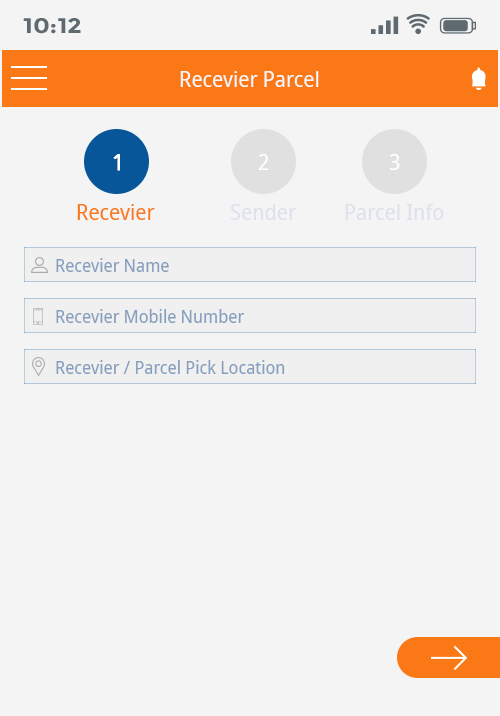 10:12
Recevier Parcel
1 2 3
Recevier Sender Parcel Info
Recevier Name
Recevier Mobile Number
Recevier / Parcel Pick Location